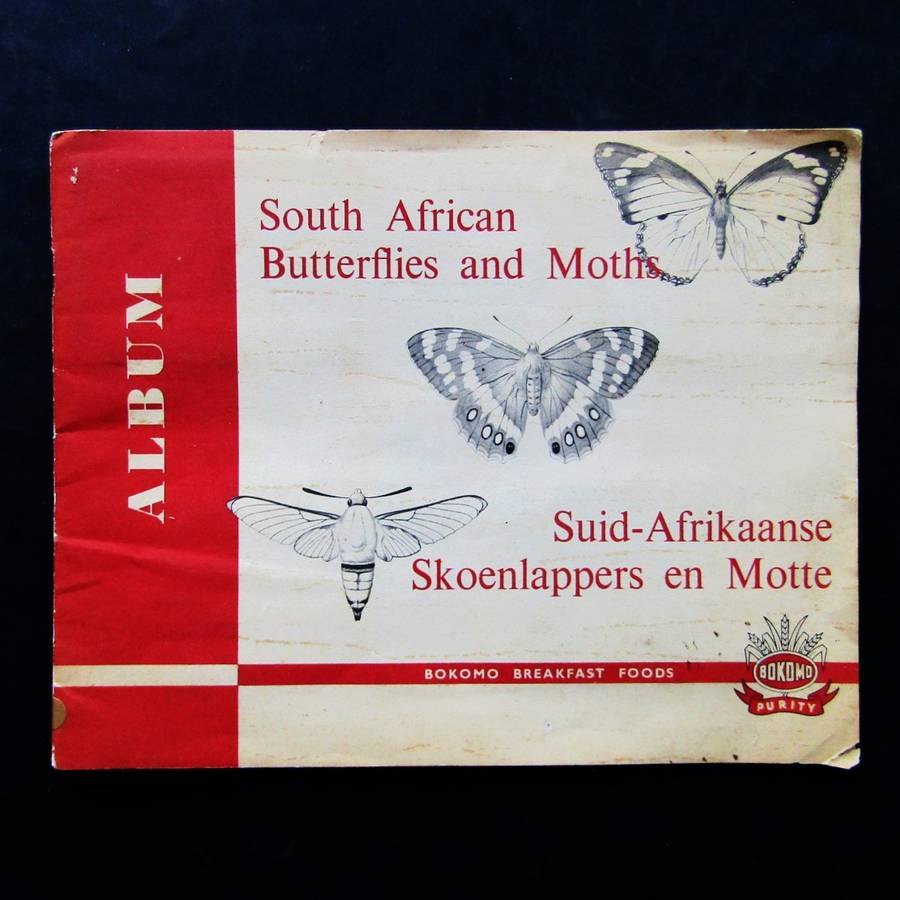 ALBUM
South African
Butterflies and Moths
Suid-Afrikaanse
Skoenlappers en Motte
BOKOMO BREAKFAST FOODS
BOKOMO
PURITY